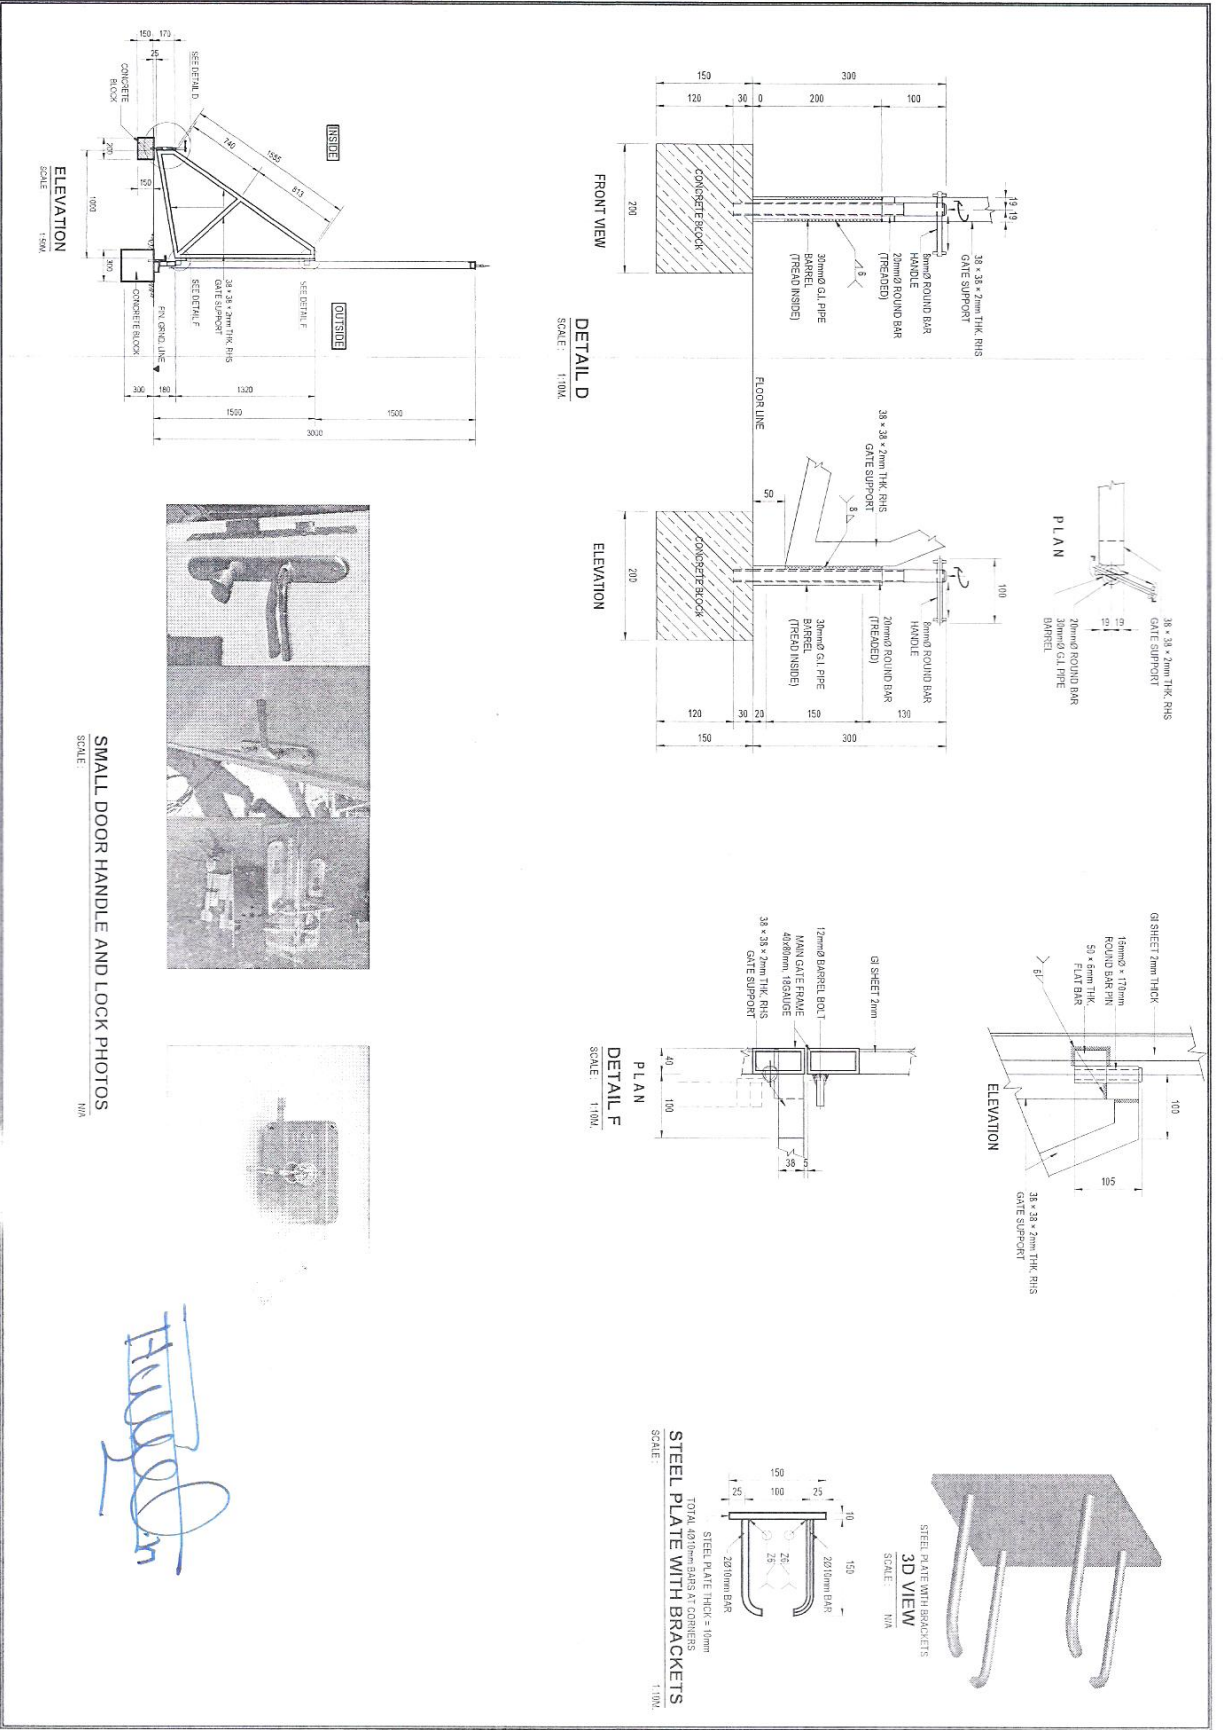 150
300
120
30
0
200
100
CONCRETE BLOCK
200
FRONT VIEW
19
19
38 × 38 × 2mm THK. RHS
GATE SUPPORT
8mmØ ROUND BAR
HANDLE
20mmØ ROUND BAR
(TREADED)
30mmØ G.I. PIPE
BARREL
(TREAD INSIDE)
DETAIL D
SCALE : 1:10M.
FLOOR LINE
38 × 38 × 2mm THK. RHS
GATE SUPPORT
50
8
CONCRETE BLOCK
200
ELEVATION
100
8mmØ ROUND BAR
HANDLE
20mmØ ROUND BAR
(TREADED)
30mmØ G.I. PIPE
BARREL
(TREAD INSIDE)
120
30
20
150
130
150
300
PLAN
19
19
38 × 38 × 2mm THK. RHS
GATE SUPPORT
20mmØ ROUND BAR
30mmØ G.I. PIPE
BARREL
GI SHEET 2mm THICK
16mmØ × 170mm
ROUND BAR PIN
50 × 6mm THK.
FLAT BAR
100
105
ELEVATION
38 × 38 × 2mm THK. RHS
GATE SUPPORT
GI SHEET 2mm
12mmØ BARREL BOLT
MAIN GATE FRAME
40x80mm, 18GAUGE
38 × 38 × 2mm THK. RHS
GATE SUPPORT
40
100
38
5
PLAN
DETAIL F
SCALE : 1:10M.
STEEL PLATE WITH BRACKETS
3D VIEW
SCALE : N/A
150
25
100
25
10
150
2Ø10mm BAR
2Ø10mm BAR
STEEL PLATE THICK = 10mm
TOTAL 4Ø10mm BARS AT CORNERS
STEEL PLATE WITH BRACKETS
SCALE : 1:10M.
150
170
25
SEE DETAIL D
CONCRETE
BLOCK
INSIDE
740
1555
813
200
150
1000
300
ELEVATION
SCALE 1:50M.
OUTSIDE
SEE DETAIL F
38 × 38 × 2mm THK. RHS
GATE SUPPORT
SEE DETAIL F
FIN. GRND. LINE
CONCRETE BLOCK
300
180
1320
1500
1500
3000
SMALL DOOR HANDLE AND LOCK PHOTOS
SCALE : N/A